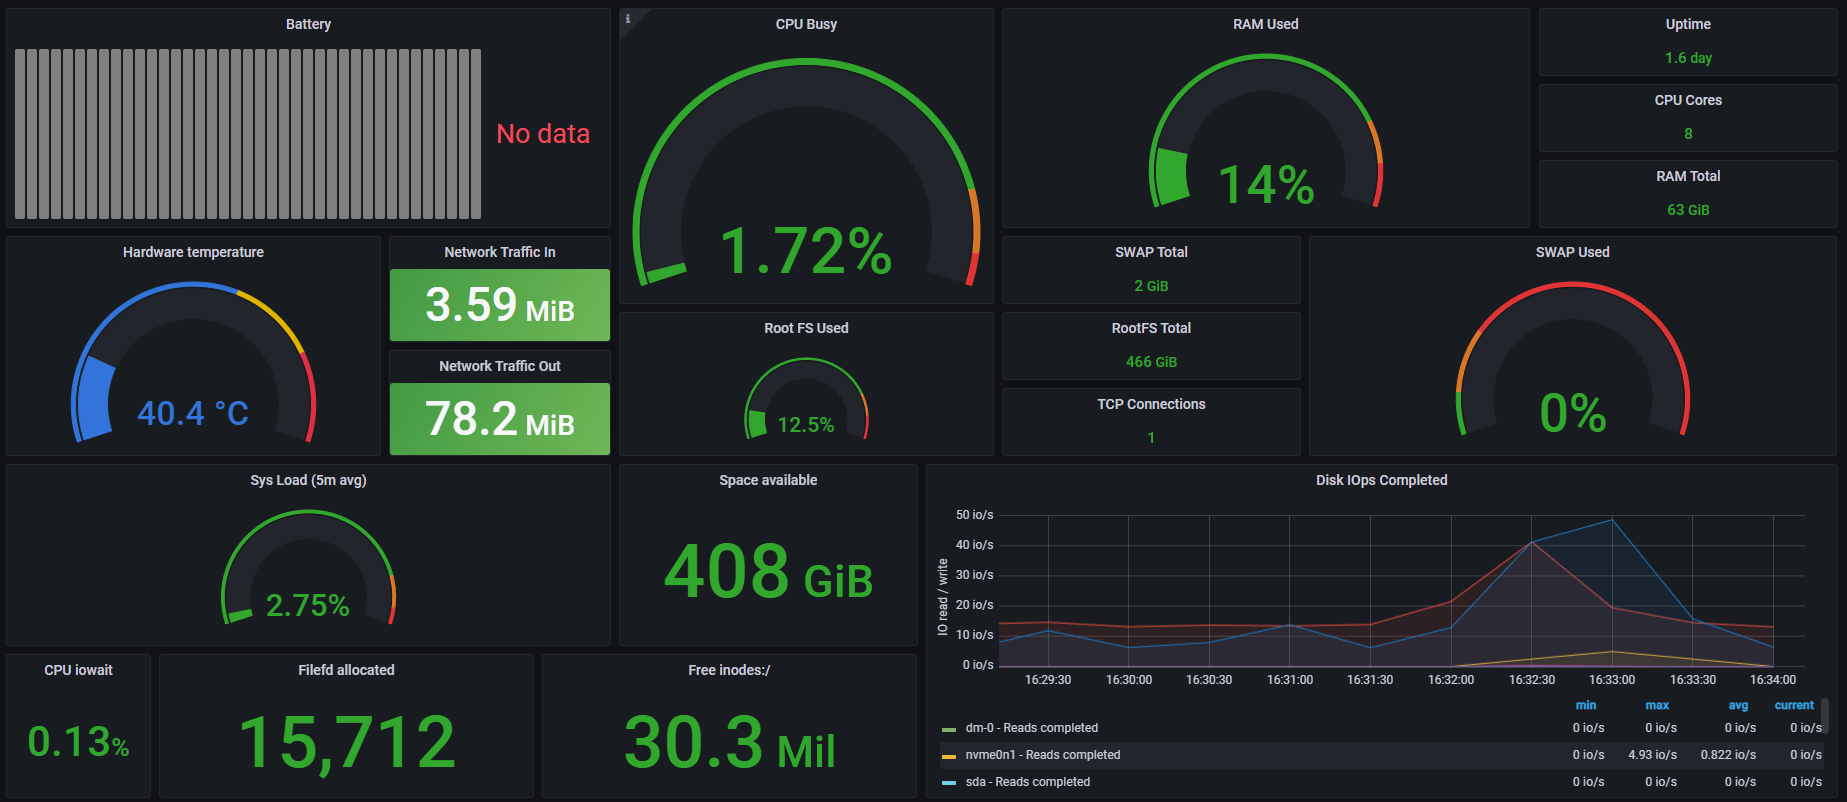 Battery
No data
i
CPU Busy
1.72%
RAM Used
14%
Uptime
1.6 day
CPU Cores
8
RAM Total
63 GiB
Hardware temperature
40.4 °C
Network Traffic In
3.59 MiB
Network Traffic Out
78.2 MiB
Root FS Used
12.5%
SWAP Total
2 GiB
RootFS Total
466 GiB
TCP Connections
1
SWAP Used
0%
Sys Load (5m avg)
2.75%
Space available
408 GiB
Disk IOps Completed
IO read / write
50 io/s
40 io/s
30 io/s
20 io/s
10 io/s
0 io/s
16:29:30 16:30:00 16:30:30 16:31:00 16:31:30 16:32:00 16:32:30 16:33:00 16:33:30 16:34:00
min max avg current
dm-0 - Reads completed 0 io/s 0 io/s 0 io/s 0 io/s
nvme0n1 - Reads completed 0 io/s 4.93 io/s 0.822 io/s 0 io/s
sda - Reads completed 0 io/s 0 io/s 0 io/s 0 io/s
CPU iowait
0.13%
Filefd allocated
15,712
Free inodes:/
30.3 Mil